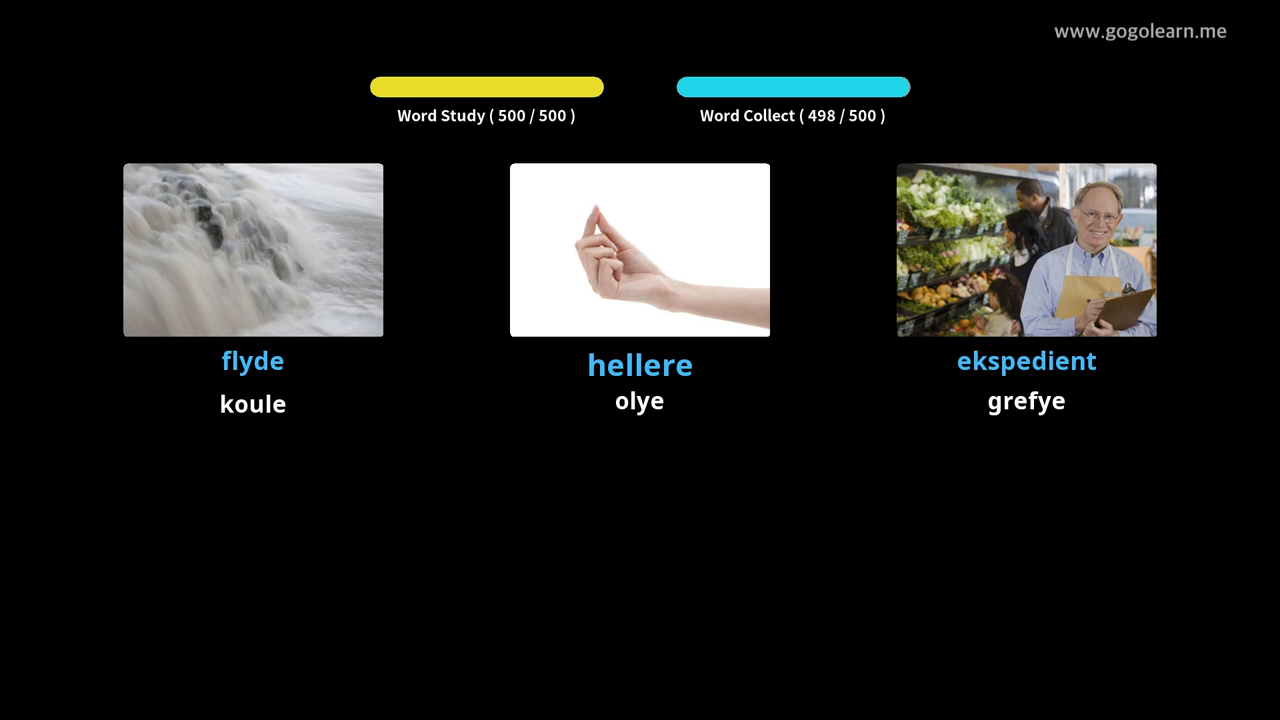 www.gogolearn.me
Word Study ( 500 / 500 )
Word Collect ( 498 / 500 )
flyde
hellere
ekspedient
koule
olye
grefye